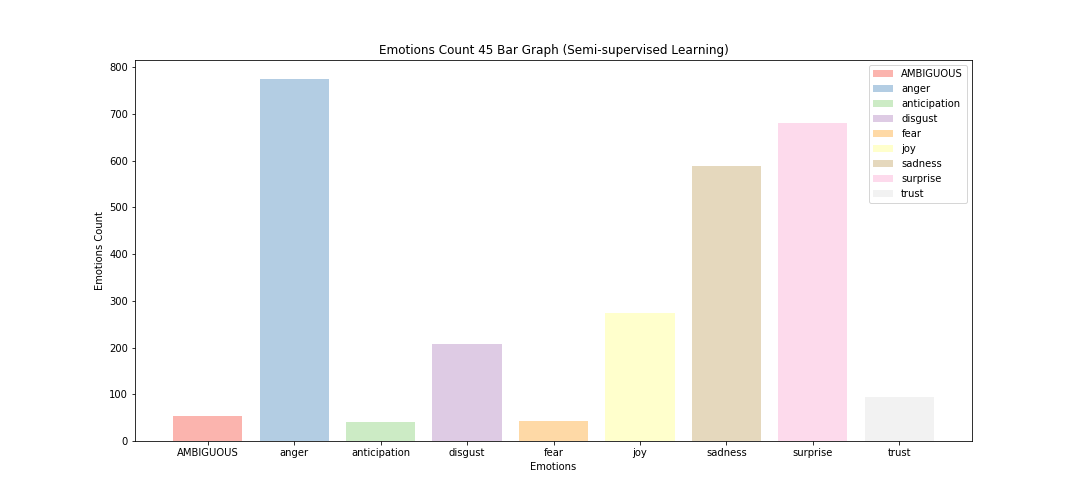 Emotions Count 45 Bar Graph (Semi-supervised Learning)
AMBIGUOUS
anger
anticipation
disgust
fear
joy
sadness
surprise
trust
800
700
600
500
400
300
200
100
0
Emotions Count
AMBIGUOUS anger anticipation disgust fear joy sadness surprise trust
Emotions